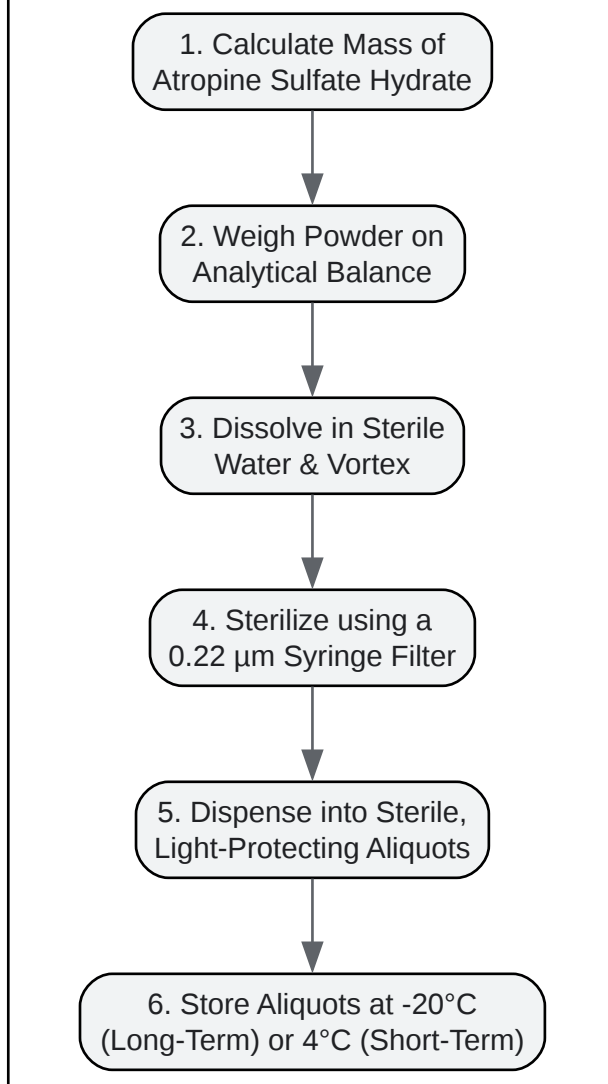 1. Calculate Mass of
Atropine Sulfate Hydrate
2. Weigh Powder on
Analytical Balance
3. Dissolve in Sterile
Water & Vortex
4. Sterilize using a
0.22 µm Syringe Filter
5. Dispense into Sterile,
Light-Protecting Aliquots
6. Store Aliquots at -20°C
(Long-Term) or 4°C (Short-Term)